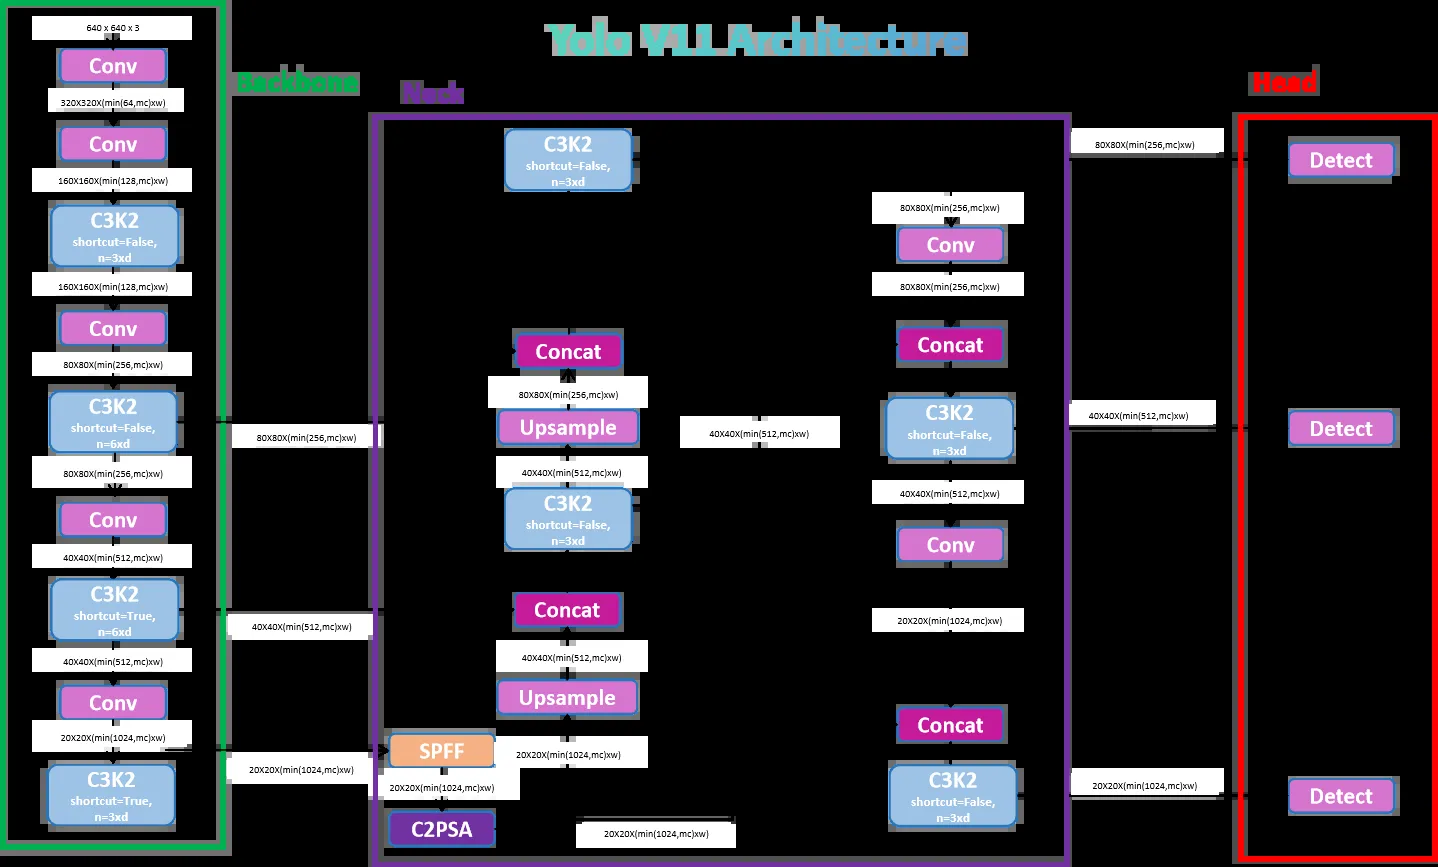 Yolo V11 Architecture
Backbone
Neck
Head
640 x 640 x 3
Conv
320X320X(min(64,mc)xw)
Conv
160X160X(min(128,mc)xw)
C3K2
shortcut=False,
n=3xd
160X160X(min(128,mc)xw)
Conv
80X80X(min(256,mc)xw)
C3K2
shortcut=False,
n=6xd
80X80X(min(256,mc)xw)
Conv
40X40X(min(512,mc)xw)
C3K2
shortcut=True,
n=6xd
40X40X(min(512,mc)xw)
Conv
20X20X(min(1024,mc)xw)
C3K2
shortcut=True,
n=3xd
80X80X(min(256,mc)xw)
40X40X(min(512,mc)xw)
20X20X(min(1024,mc)xw)
C3K2
shortcut=False,
n=3xd
Concat
80X80X(min(256,mc)xw)
Upsample
40X40X(min(512,mc)xw)
C3K2
shortcut=False,
n=3xd
Concat
40X40X(min(512,mc)xw)
Upsample
20X20X(min(1024,mc)xw)
SPFF
20X20X(min(1024,mc)xw)
C2PSA
20X20X(min(1024,mc)xw)
40X40X(min(512,mc)xw)
80X80X(min(256,mc)xw)
Conv
80X80X(min(256,mc)xw)
Concat
C3K2
shortcut=False,
n=3xd
40X40X(min(512,mc)xw)
Conv
20X20X(min(1024,mc)xw)
Concat
C3K2
shortcut=False,
n=3xd
80X80X(min(256,mc)xw)
Detect
40X40X(min(512,mc)xw)
Detect
20X20X(min(1024,mc)xw)
Detect